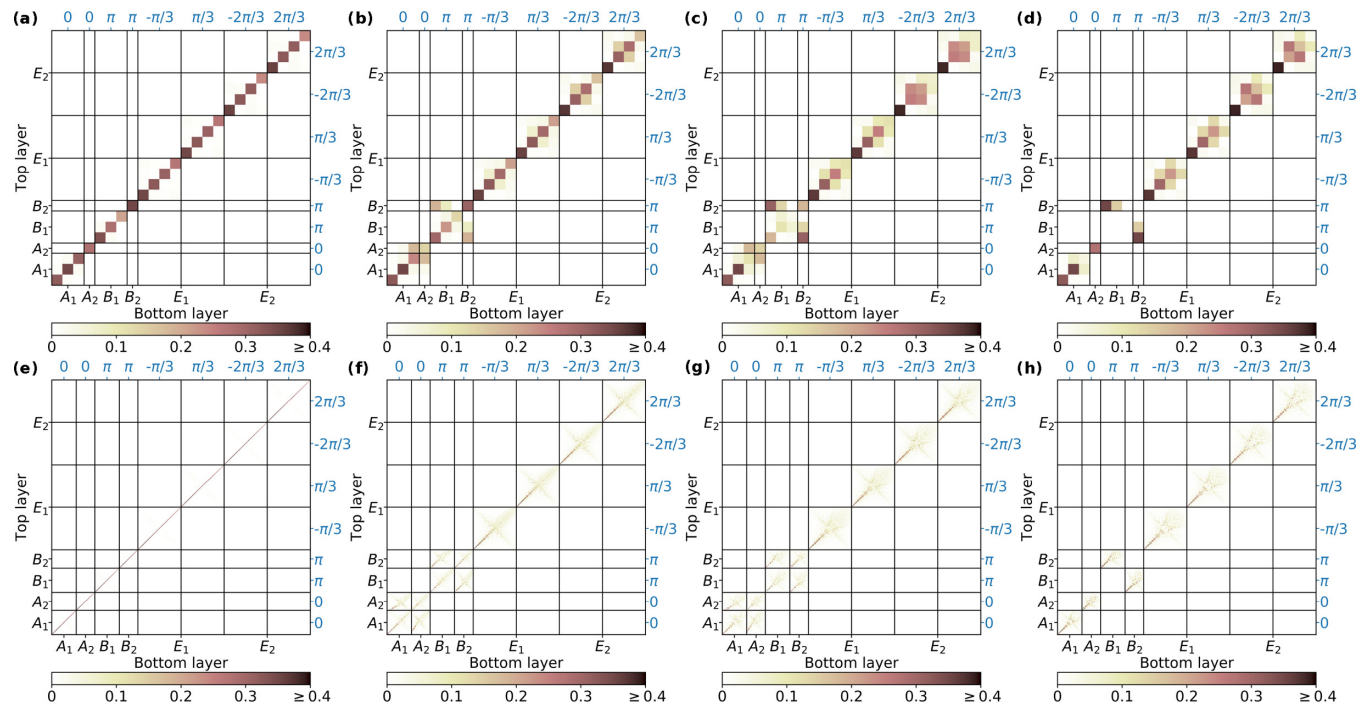 (a) 0 0 π π -π/3 π/3 -2π/3 2π/3
(b) 0 0 π π -π/3 π/3 -2π/3 2π/3
(c) 0 0 π π -π/3 π/3 -2π/3 2π/3
(d) 0 0 π π -π/3 π/3 -2π/3 2π/3
Top layer
E₂
E₁
B₂
B₁
A₂
A₁
2π/3
-2π/3
π/3
-π/3
π
π
0
0
A₁ A₂ B₁ B₂ E₁ E₂
Bottom layer
0 0.1 0.2 0.3 ≥ 0.4
Top layer
E₂
E₁
B₂
B₁
A₂
A₁
2π/3
-2π/3
π/3
-π/3
π
π
0
0
A₁ A₂ B₁ B₂ E₁ E₂
Bottom layer
0 0.1 0.2 0.3 ≥ 0.4
Top layer
E₂
E₁
B₂
B₁
A₂
A₁
2π/3
-2π/3
π/3
-π/3
π
π
0
0
A₁ A₂ B₁ B₂ E₁ E₂
Bottom layer
0 0.1 0.2 0.3 ≥ 0.4
Top layer
E₂
E₁
B₂
B₁
A₂
A₁
2π/3
-2π/3
π/3
-π/3
π
π
0
0
A₁ A₂ B₁ B₂ E₁ E₂
Bottom layer
0 0.1 0.2 0.3 ≥ 0.4
(e) 0 0 π π -π/3 π/3 -2π/3 2π/3
(f) 0 0 π π -π/3 π/3 -2π/3 2π/3
(g) 0 0 π π -π/3 π/3 -2π/3 2π/3
(h) 0 0 π π -π/3 π/3 -2π/3 2π/3
Top layer
E₂
E₁
B₂
B₁
A₂
A₁
2π/3
-2π/3
π/3
-π/3
π
π
0
0
A₁ A₂ B₁ B₂ E₁ E₂
Bottom layer
0 0.1 0.2 0.3 ≥ 0.4
Top layer
E₂
E₁
B₂
B₁
A₂
A₁
2π/3
-2π/3
π/3
-π/3
π
π
0
0
A₁ A₂ B₁ B₂ E₁ E₂
Bottom layer
0 0.1 0.2 0.3 ≥ 0.4
Top layer
E₂
E₁
B₂
B₁
A₂
A₁
2π/3
-2π/3
π/3
-π/3
π
π
0
0
A₁ A₂ B₁ B₂ E₁ E₂
Bottom layer
0 0.1 0.2 0.3 ≥ 0.4
Top layer
E₂
E₁
B₂
B₁
A₂
A₁
2π/3
-2π/3
π/3
-π/3
π
π
0
0
A₁ A₂ B₁ B₂ E₁ E₂
Bottom layer
0 0.1 0.2 0.3 ≥ 0.4